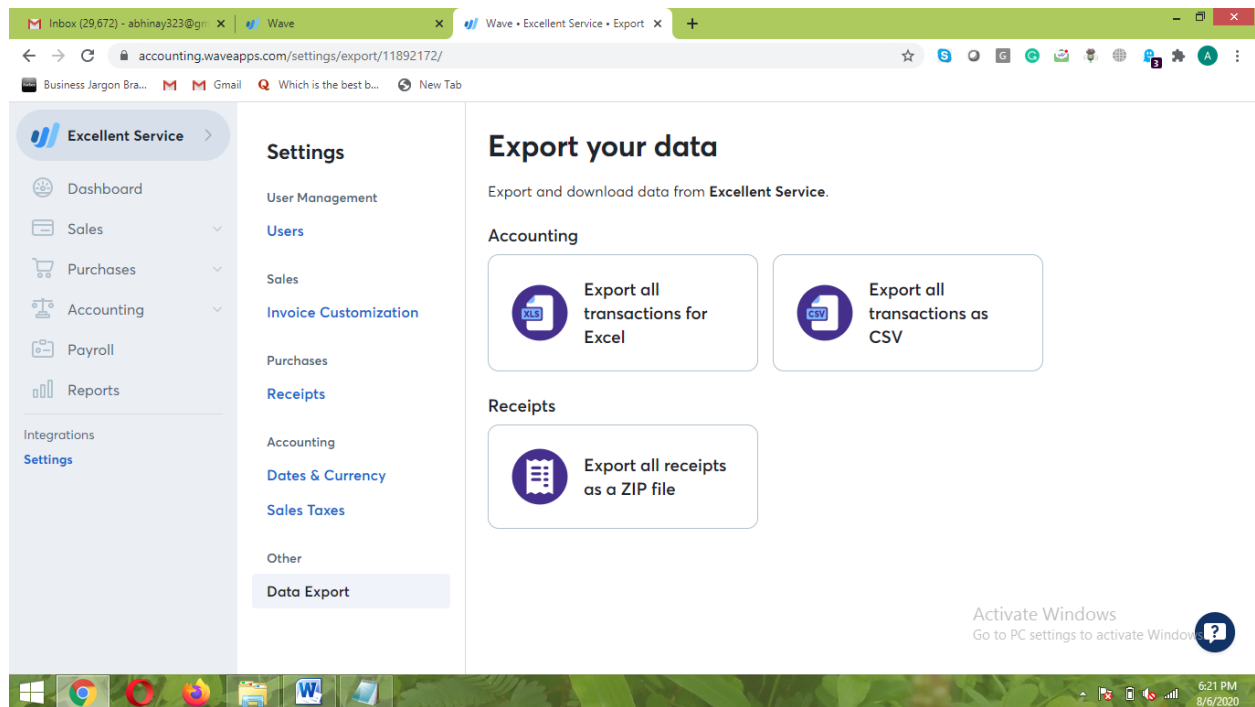 Inbox (29,672) - abhinay323@gm
Wave
Wave • Excellent Service • Export
accounting.waveapps.com/settings/export/11892172/
Business Jargon Bra...
Gmail
Which is the best b...
New Tab
Excellent Service
Dashboard
Sales
Purchases
Accounting
Payroll
Reports
Integrations
Settings
Settings
User Management
Users
Sales
Invoice Customization
Purchases
Receipts
Accounting
Dates & Currency
Sales Taxes
Other
Data Export
Export your data
Export and download data from Excellent Service.
Accounting
XLS
Export all
transactions for
Excel
CSV
Export all
transactions as
CSV
Receipts
Export all receipts
as a ZIP file
Activate Windows
Go to PC settings to activate Windows
6:21 PM
8/6/2020